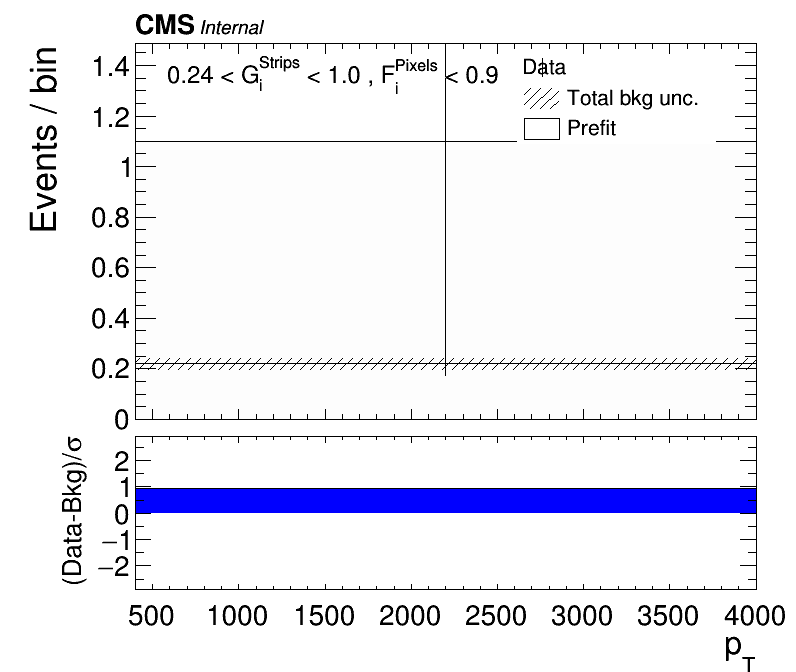 CMS Internal
0.24 < G_i^Strips < 1.0 , F_i^Pixels < 0.9
Data
Total bkg unc.
Prefit
Events / bin
1.4
1.2
1
0.8
0.6
0.4
0.2
0
(Data-Bkg)/σ
2
1
0
−1
−2
500 1000 1500 2000 2500 3000 3500 4000
p_T